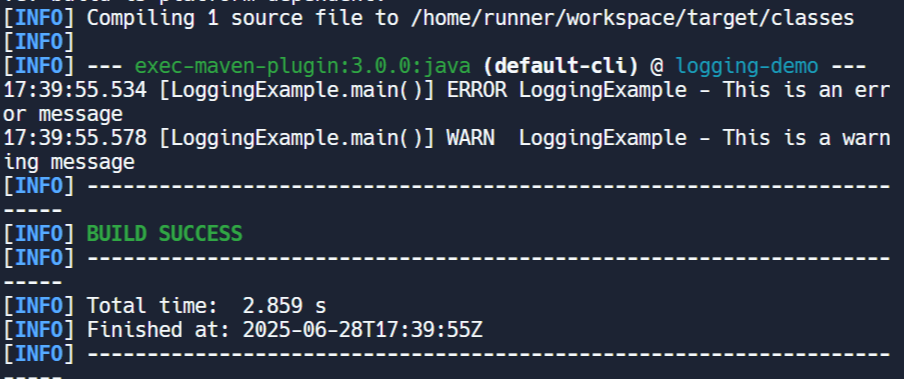 [INFO] Compiling 1 source file to /home/runner/workspace/target/classes
[INFO]
[INFO] --- exec-maven-plugin:3.0.0:java (default-cli) @ logging-demo ---
17:39:55.534 [LoggingExample.main()] ERROR LoggingExample - This is an err
or message
17:39:55.578 [LoggingExample.main()] WARN  LoggingExample - This is a warn
ing message
[INFO] -------------------------------------------------------------------
-----
[INFO] BUILD SUCCESS
[INFO] -------------------------------------------------------------------
-----
[INFO] Total time:  2.859 s
[INFO] Finished at: 2025-06-28T17:39:55Z
[INFO] -------------------------------------------------------------------
-----